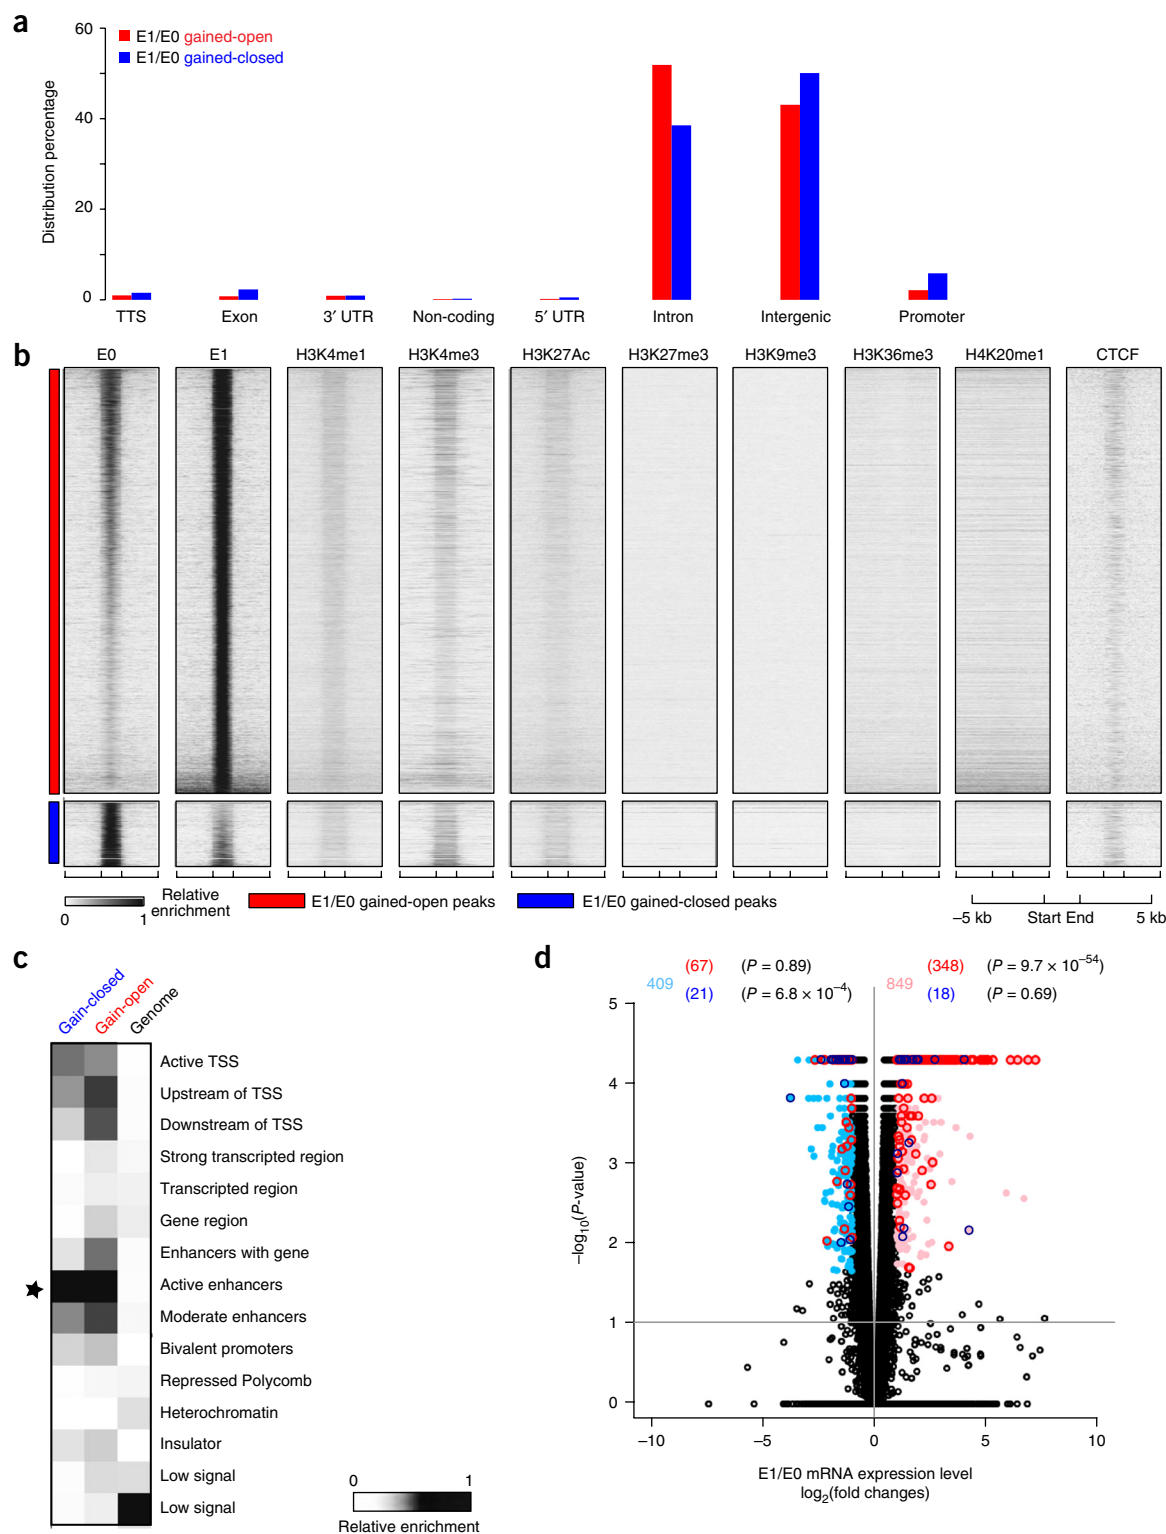 a
60
40
20
0
Distribution percentage
E1/E0 gained-open
E1/E0 gained-closed
TTS Exon 3′ UTR Non-coding 5′ UTR Intron Intergenic Promoter
b
E0 E1 H3K4me1 H3K4me3 H3K27Ac H3K27me3 H3K9me3 H3K36me3 H4K20me1 CTCF
0 1
Relative
enrichment
E1/E0 gained-open peaks
E1/E0 gained-closed peaks
−5 kb Start End 5 kb
c
Gain-closed
Gain-open
Genome
Active TSS
Upstream of TSS
Downstream of TSS
Strong transcripted region
Transcripted region
Gene region
Enhancers with gene
Active enhancers
Moderate enhancers
Bivalent promoters
Repressed Polycomb
Heterochromatin
Insulator
Low signal
Low signal
0 1
Relative enrichment
d
409
(67) (P = 0.89)
(21) (P = 6.8 × 10−4)
849
(348) (P = 9.7 × 10−54)
(18) (P = 0.69)
5
4
3
2
1
0
−log10(P-value)
−10 −5 0 5 10
E1/E0 mRNA expression level
log2(fold changes)